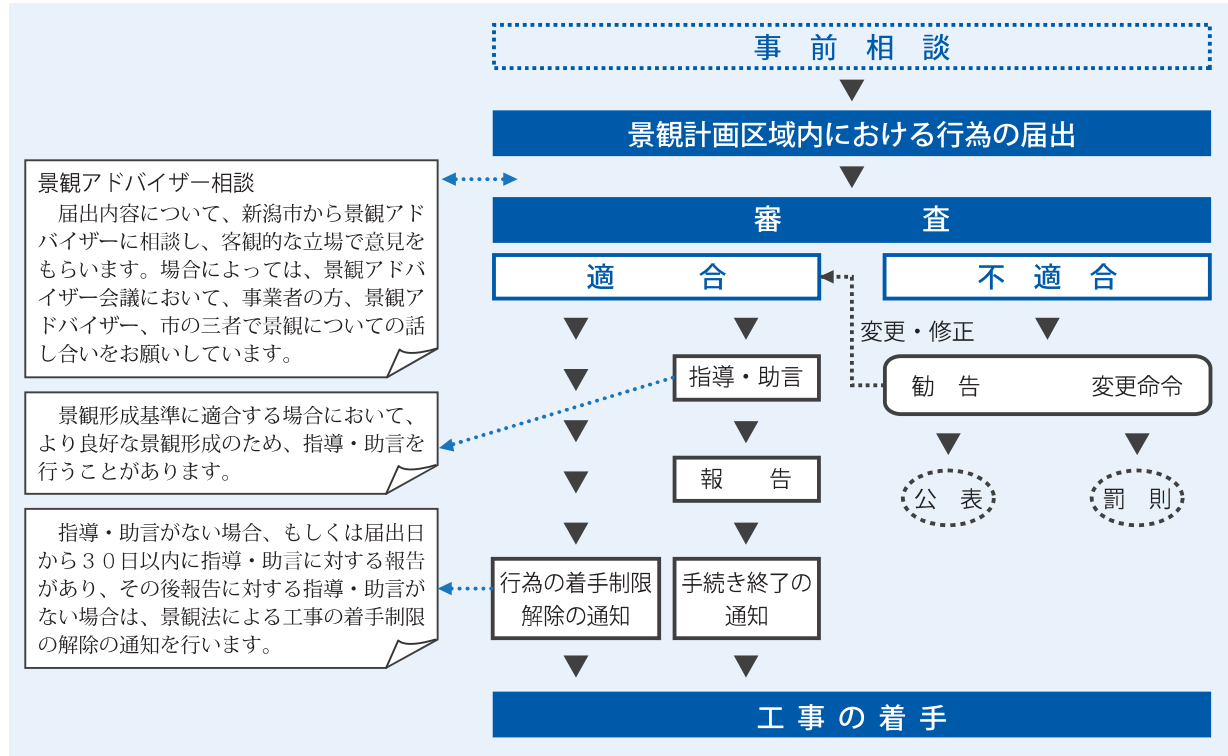 事前相談
景観計画区域内における行為の届出
景観アドバイザー相談
　届出内容について、新潟市から景観アド
バイザーに相談し、客観的な立場で意見を
もらいます。場合によっては、景観アドバ
イザー会議において、事業者の方、景観ア
ドバイザー、市の三者で景観についての話
し合いをお願いしています。
審査
適合
不適合
変更・修正
指導・助言
勧告　変更命令
　景観形成基準に適合する場合において、
より良好な景観形成のため、指導・助言を
行うことがあります。
報告
公表
罰則
　指導・助言がない場合、もしくは届出日
から３０日以内に指導・助言に対する報告
があり、その後報告に対する指導・助言が
ない場合は、景観法による工事の着手制限
の解除の通知を行います。
行為の着手制限
解除の通知
手続き終了の
通知
工事の着手